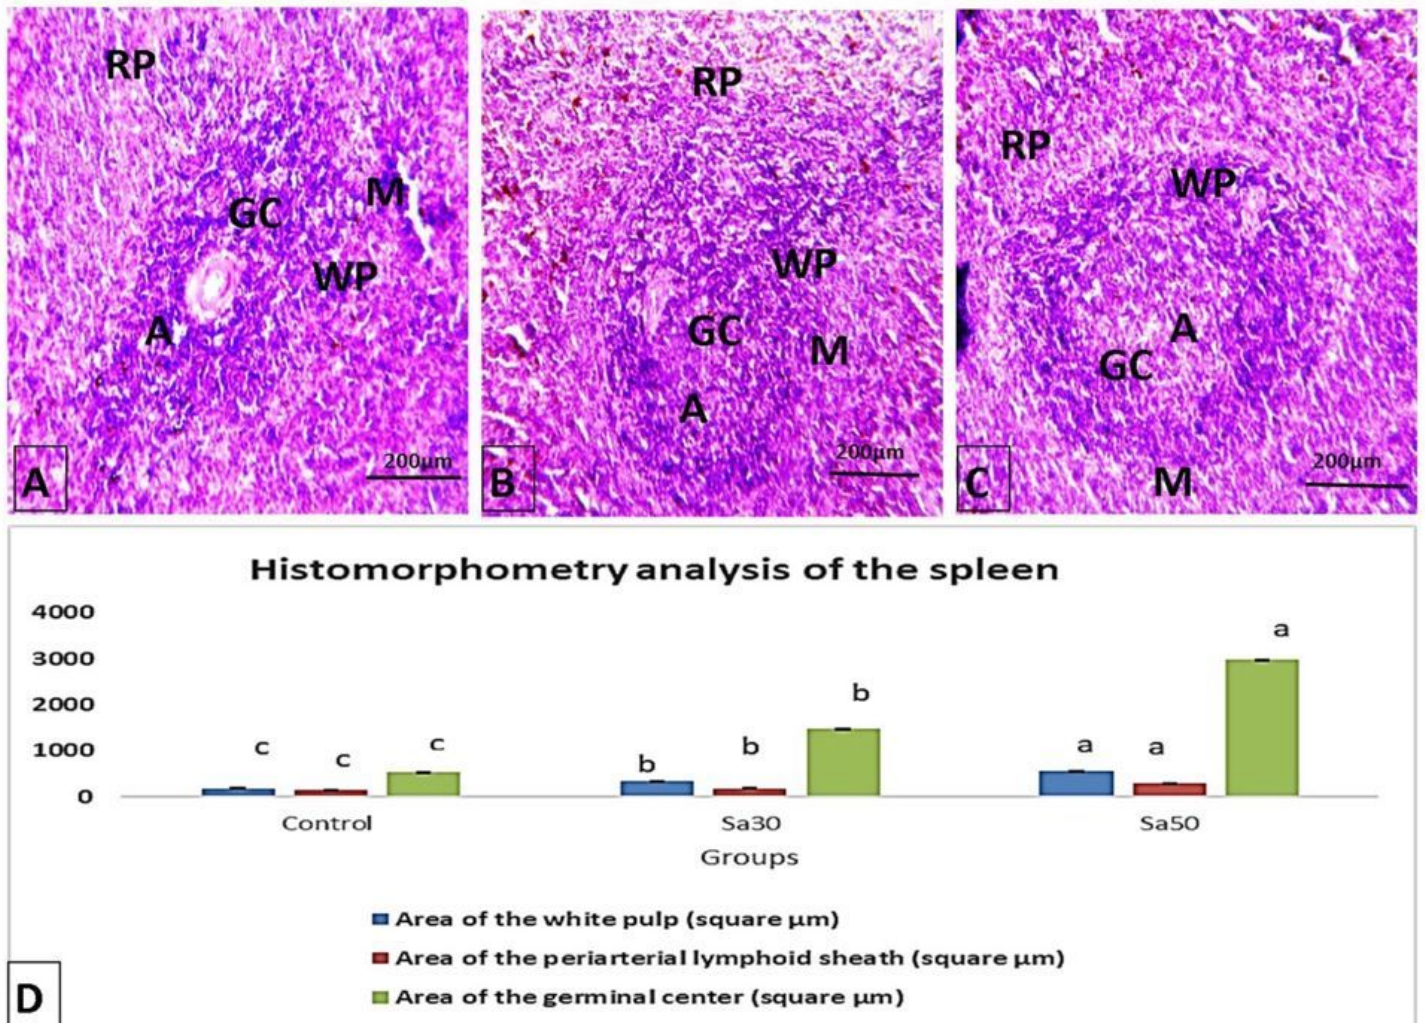 RP
GC
M
WP
A
200µm
A
RP
WP
GC
M
A
200µm
B
RP
WP
A
GC
M
200µm
C
Histomorphometry analysis of the spleen
4000
3000
2000
1000
0
c
c
c
b
b
b
a
a
a
Control
Sa30
Sa50
Groups
Area of the white pulp (square µm)
Area of the periarterial lymphoid sheath (square µm)
Area of the germinal center (square µm)
D